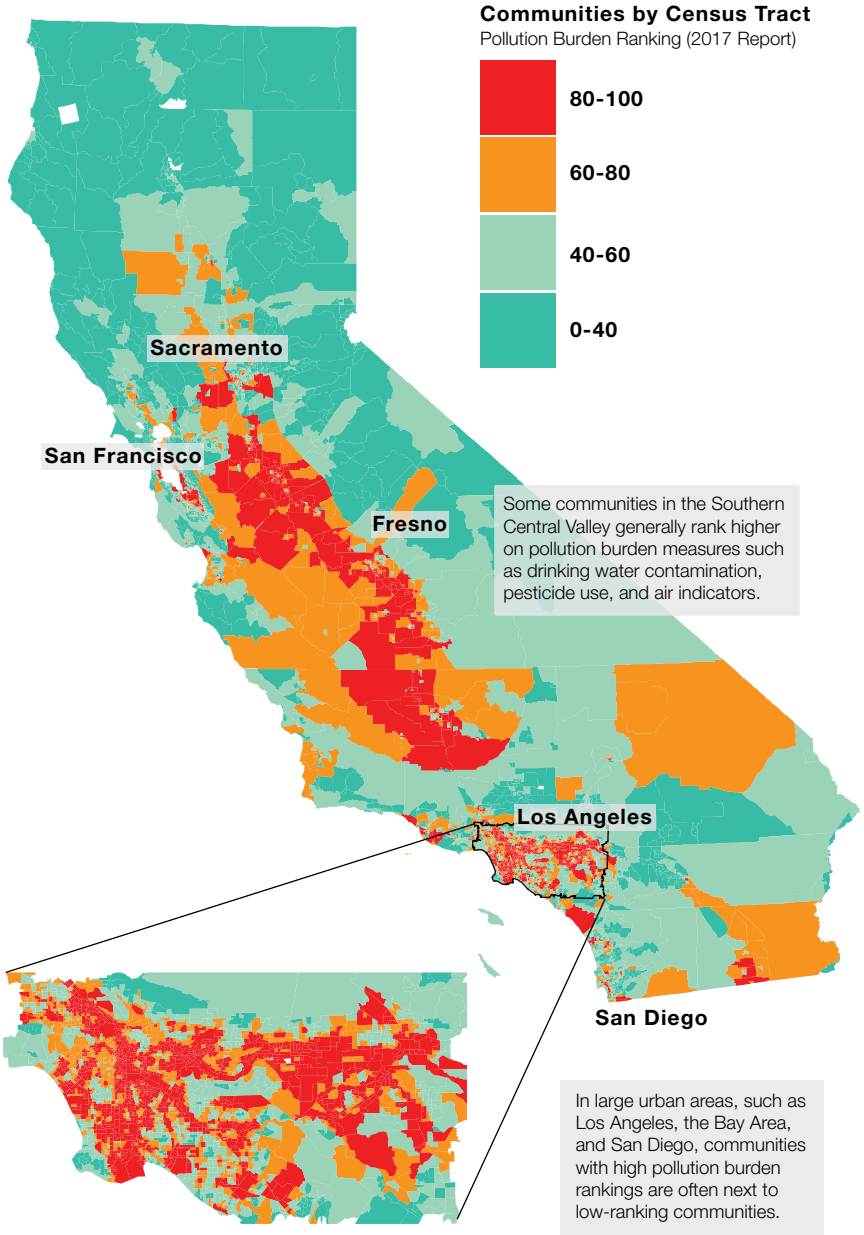 Communities by Census Tract
Pollution Burden Ranking (2017 Report)
80-100
60-80
40-60
0-40
Sacramento
San Francisco
Fresno
Some communities in the Southern
Central Valley generally rank higher
on pollution burden measures such
as drinking water contamination,
pesticide use, and air indicators.
Los Angeles
San Diego
In large urban areas, such as
Los Angeles, the Bay Area,
and San Diego, communities
with high pollution burden
rankings are often next to
low-ranking communities.